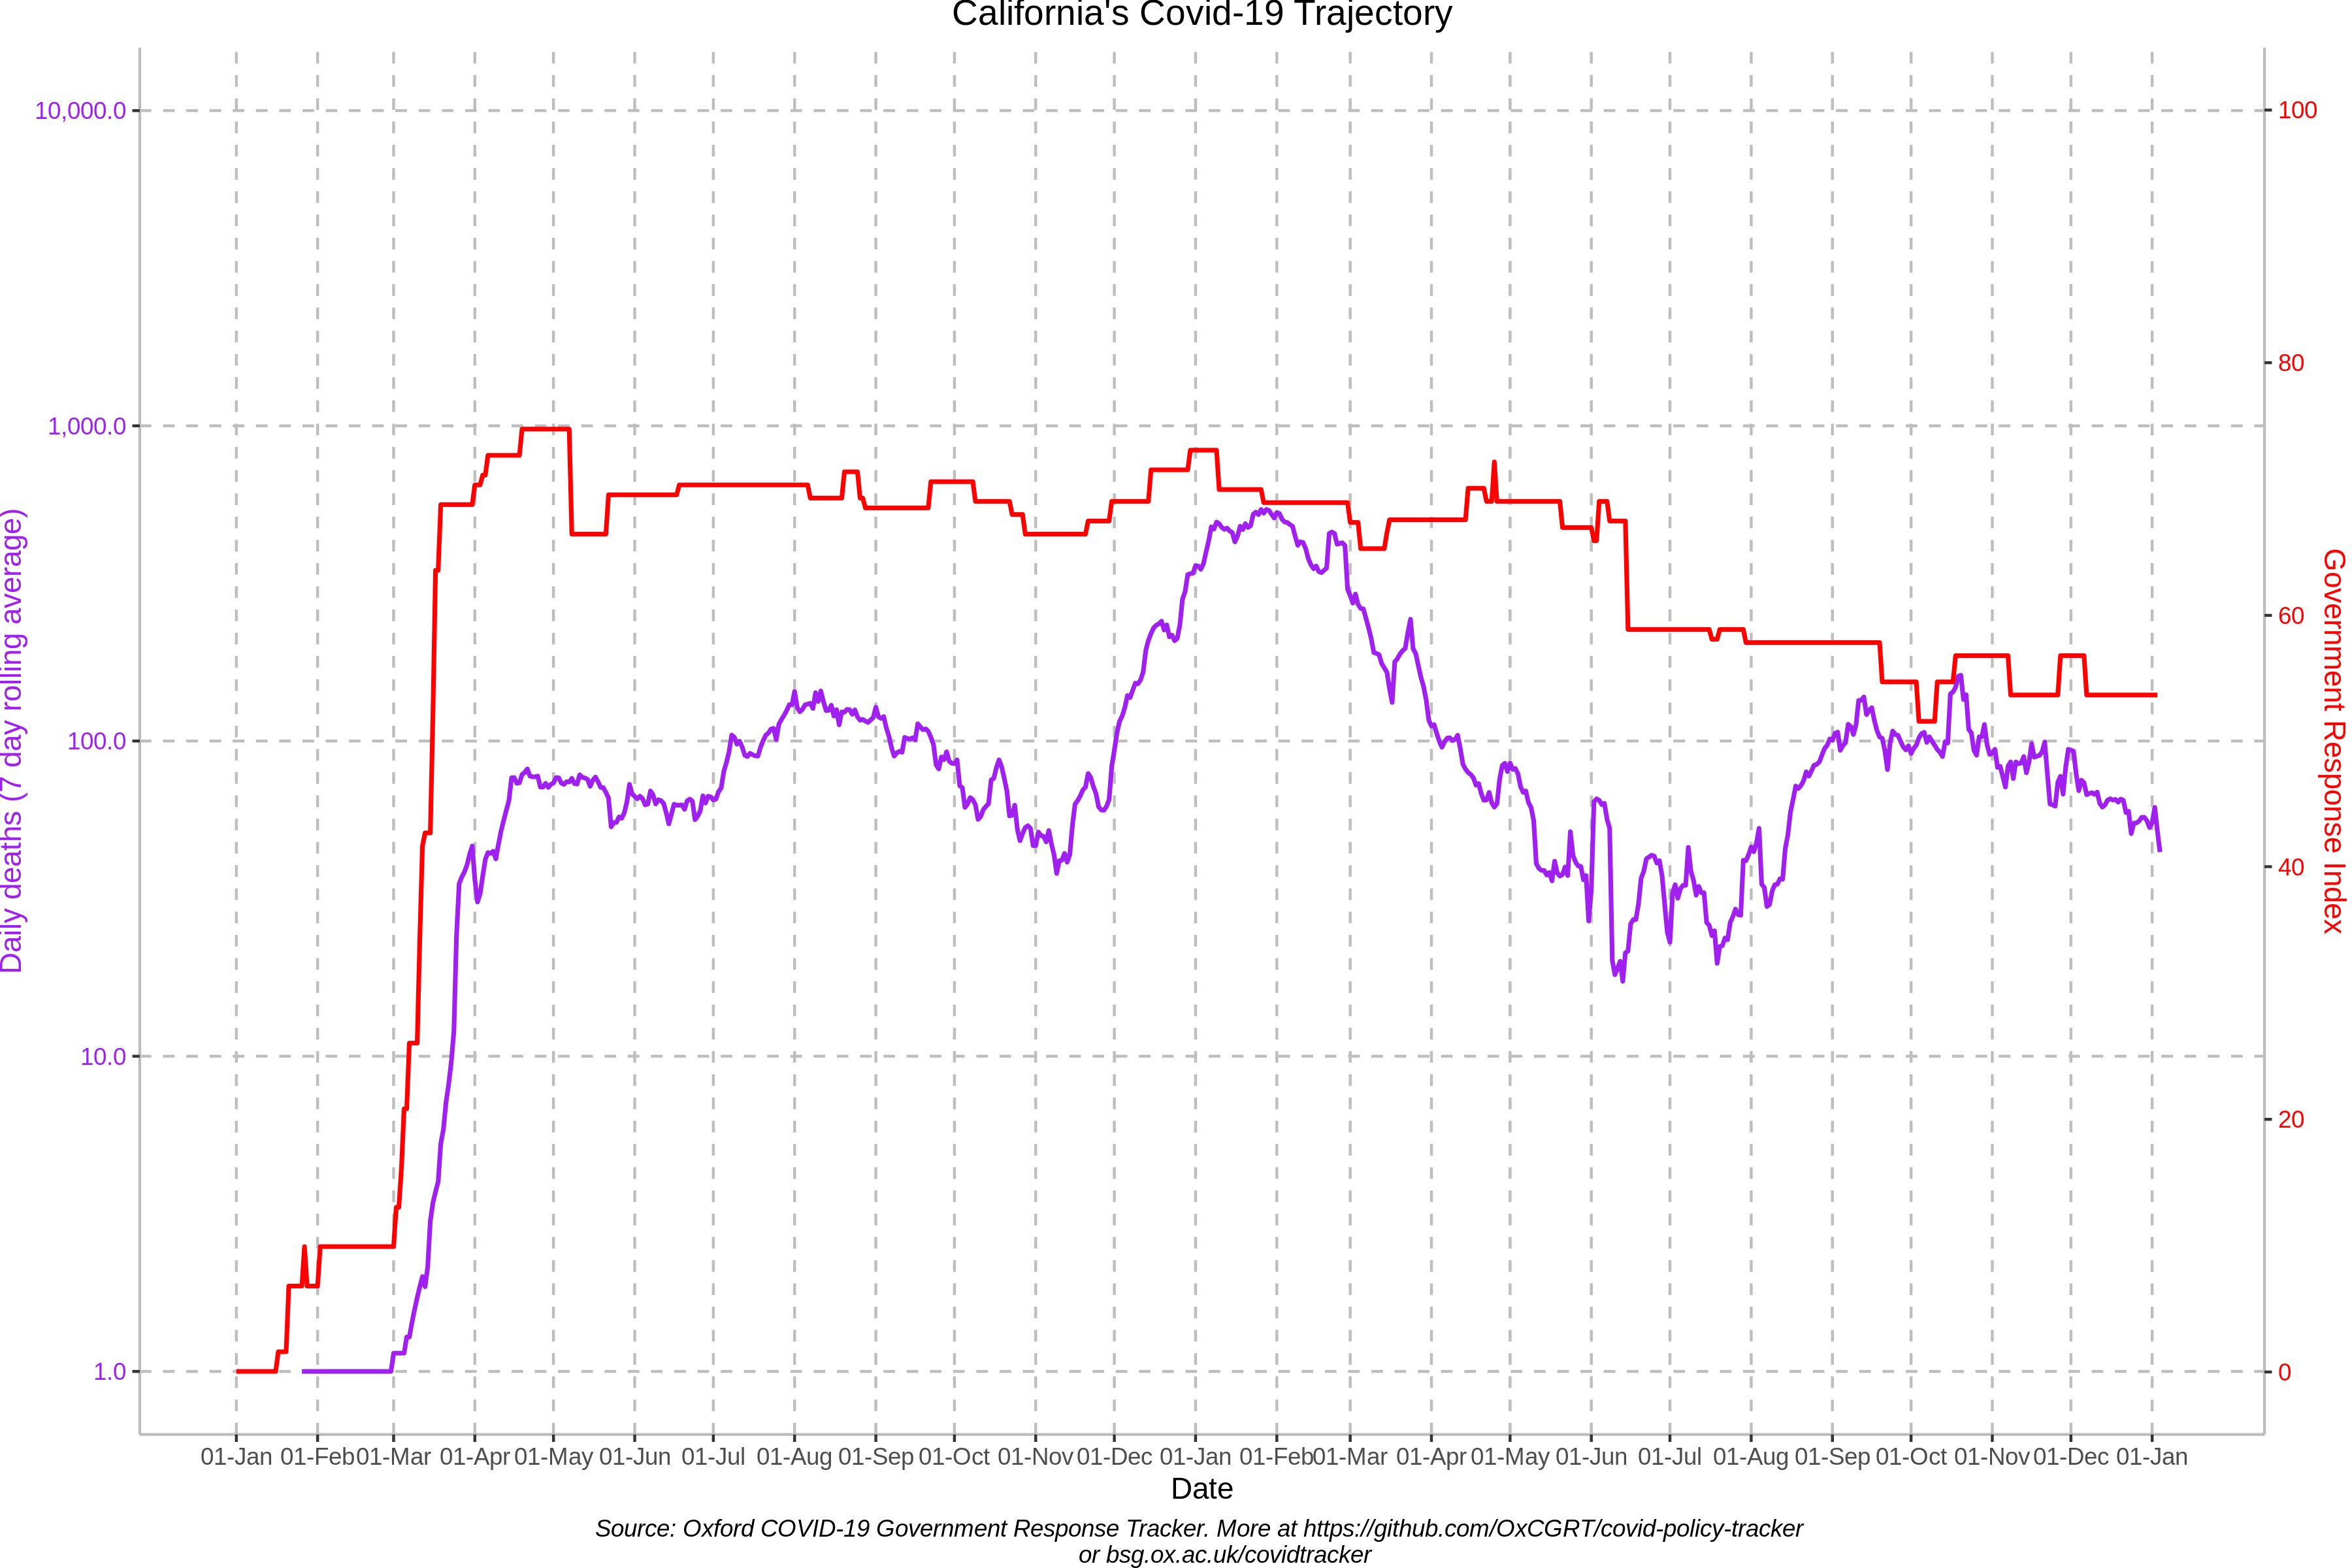 California's Covid-19 Trajectory
10,000.0
1,000.0
100.0
10.0
1.0
Daily deaths (7 day rolling average)
100
80
60
40
20
0
Government Response Index
01-Jan 01-Feb 01-Mar 01-Apr 01-May 01-Jun 01-Jul 01-Aug 01-Sep 01-Oct 01-Nov 01-Dec 01-Jan 01-Feb 01-Mar 01-Apr 01-May 01-Jun 01-Jul 01-Aug 01-Sep 01-Oct 01-Nov 01-Dec 01-Jan
Date
Source: Oxford COVID-19 Government Response Tracker. More at https://github.com/OxCGRT/covid-policy-tracker
or bsg.ox.ac.uk/covidtracker